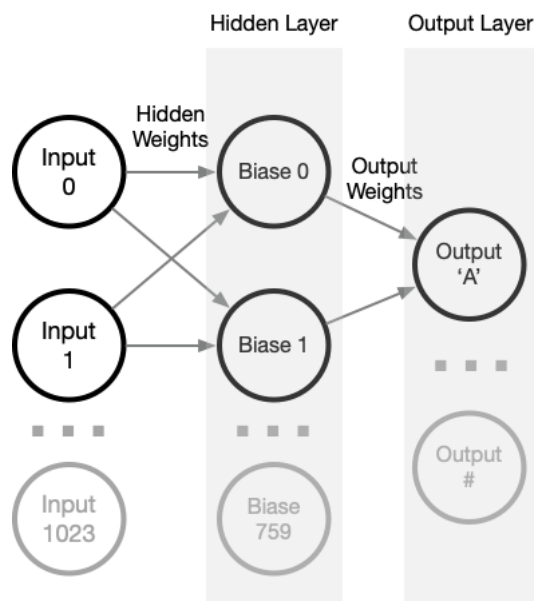 Hidden Layer
Output Layer
Hidden
Weights
Input
0
Biase 0
Output
Weights
Output
‘A’
Input
1
Biase 1
Input
1023
Biase
759
Output
#